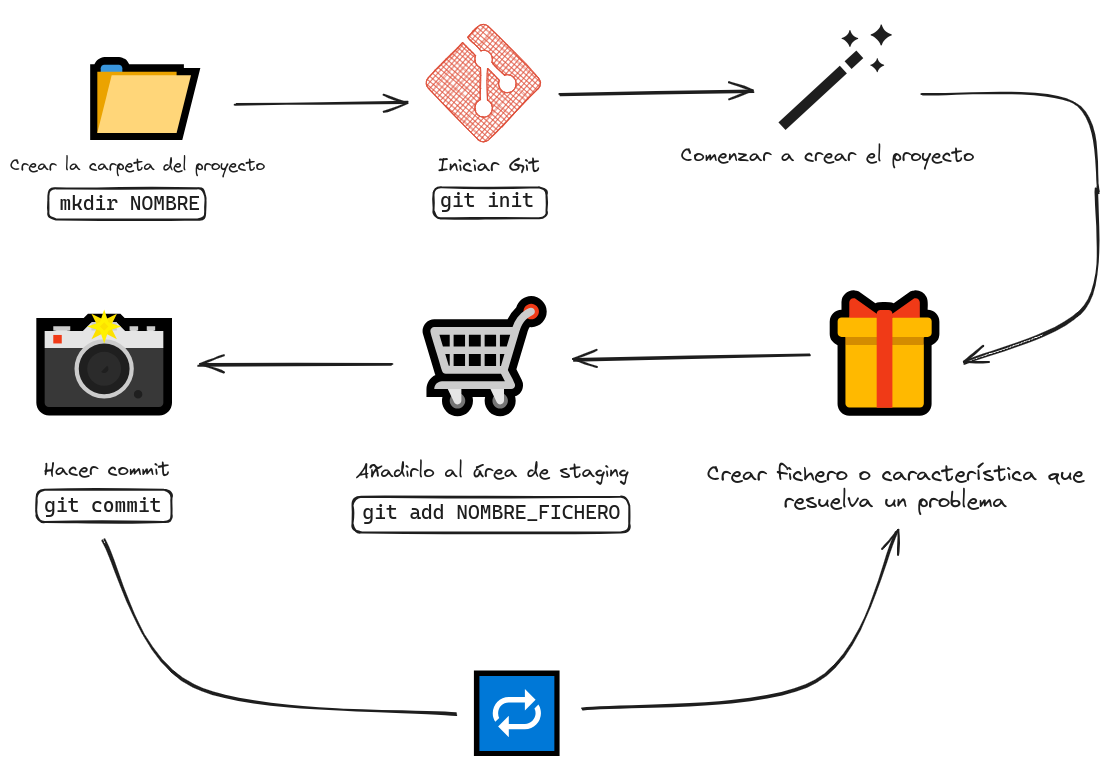 Crear la carpeta del proyecto
mkdir NOMBRE
Iniciar Git
git init
Comenzar a crear el proyecto
Hacer commit
git commit
Añadirlo al área de staging
git add NOMBRE_FICHERO
Crear fichero o característica que
resuelva un problema